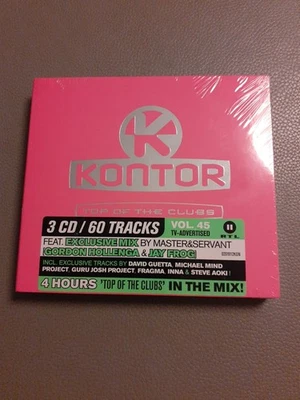 K
KONTOR
TOP OF THE CLUBS
3 CD / 60 TRACKS
VOL. 45
TV-ADVERTISED
FEAT. EXCLUSIVE MIX BY MASTER&SERVANT
GORDON HOLLENGA & JAY FROG
INCL. EXCLUSIVE TRACKS BY DAVID GUETTA, MICHAEL MIND
PROJECT, GURU JOSH PROJECT, FRAGMA, INNA & STEVE AOKI !
4 HOURS 'TOP OF THE CLUBS' IN THE MIX!
RTL